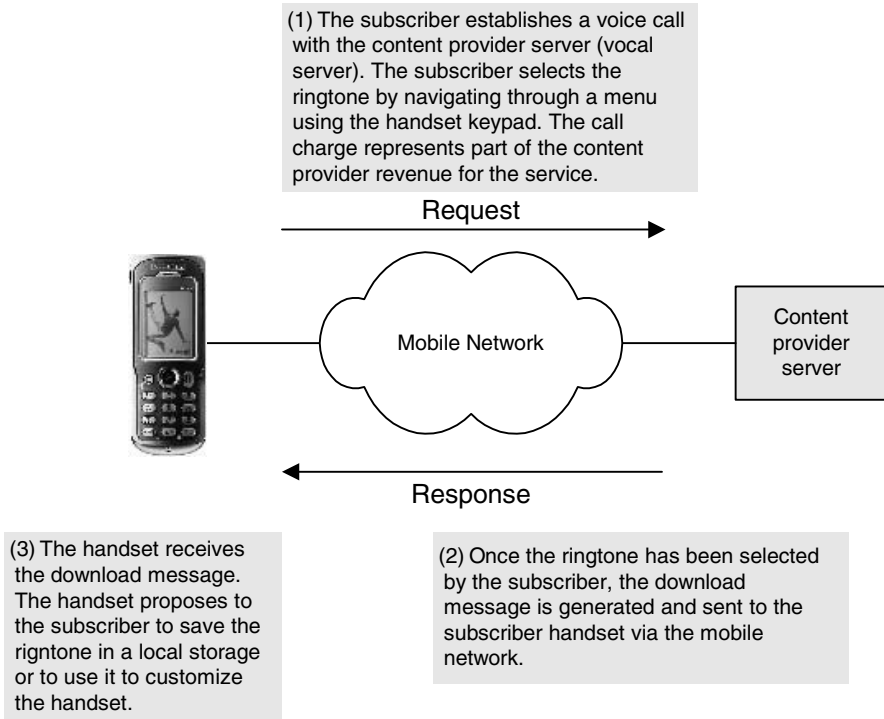 (1) The subscriber establishes a voice call
with the content provider server (vocal
server). The subscriber selects the
ringtone by navigating through a menu
using the handset keypad. The call
charge represents part of the content
provider revenue for the service.
Request
Mobile Network
Content
provider
server
Response
(3) The handset receives
the download message.
The handset proposes to
the subscriber to save the
rigntone in a local storage
or to use it to customize
the handset.
(2) Once the ringtone has been selected
by the subscriber, the download
message is generated and sent to the
subscriber handset via the mobile
network.